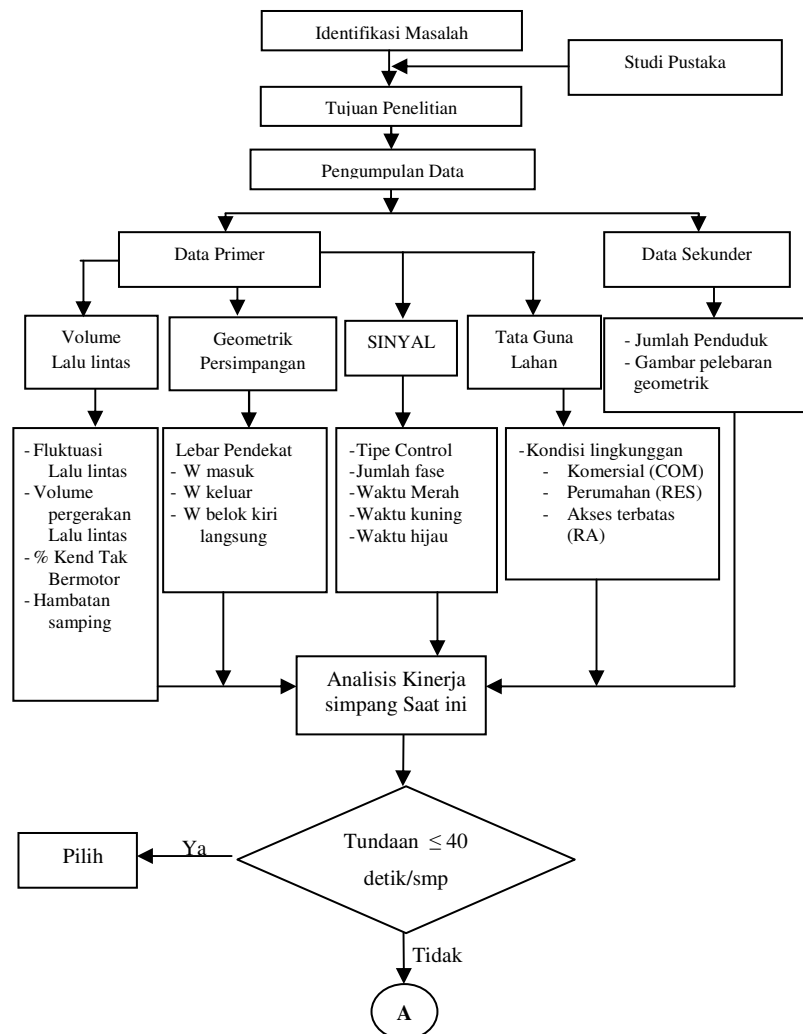 Identifikasi Masalah
Studi Pustaka
Tujuan Penelitian
Pengumpulan Data
Data Primer
Data Sekunder
Volume
Lalu lintas
Geometrik
Persimpangan
SINYAL
Tata Guna
Lahan
- Jumlah Penduduk
- Gambar pelebaran
geometrik
- Fluktuasi
Lalu lintas
- Volume
pergerakan
Lalu lintas
- % Kend Tak
Bermotor
- Hambatan
samping
Lebar Pendekat
- W masuk
- W keluar
- W belok kiri
langsung
- Tipe Control
- Jumlah fase
- Waktu Merah
- Waktu kuning
- Waktu hijau
- Kondisi lingkunggan
- Komersial (COM)
- Perumahan (RES)
- Akses terbatas
(RA)
Analisis Kinerja
simpang Saat ini
Tundaan ≤ 40
detik/smp
Ya
Pilih
Tidak
A